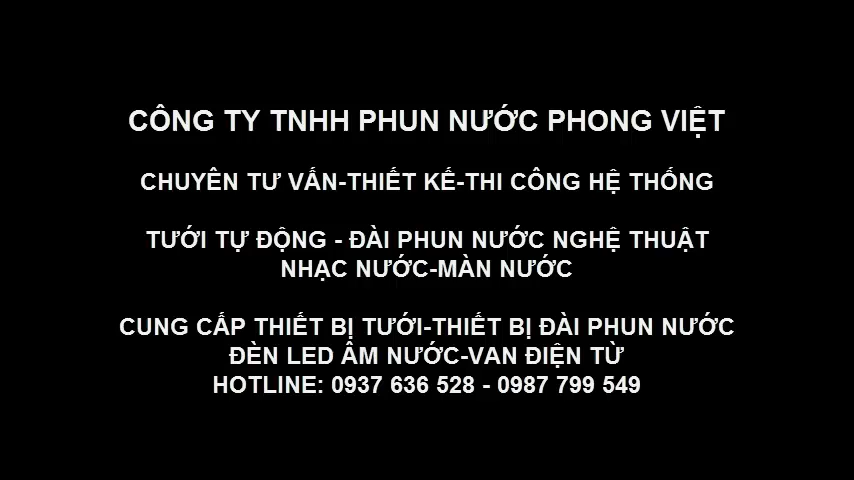 CÔNG TY TNHH PHUN NƯỚC PHONG VIỆT
CHUYÊN TƯ VẤN-THIẾT KẾ-THI CÔNG HỆ THỐNG
TƯỚI TỰ ĐỘNG - ĐÀI PHUN NƯỚC NGHỆ THUẬT
NHẠC NƯỚC-MÀN NƯỚC
CUNG CẤP THIẾT BỊ TƯỚI-THIẾT BỊ ĐÀI PHUN NƯỚC
ĐÈN LED ÂM NƯỚC-VAN ĐIỆN TỪ
HOTLINE: 0937 636 528 - 0987 799 549